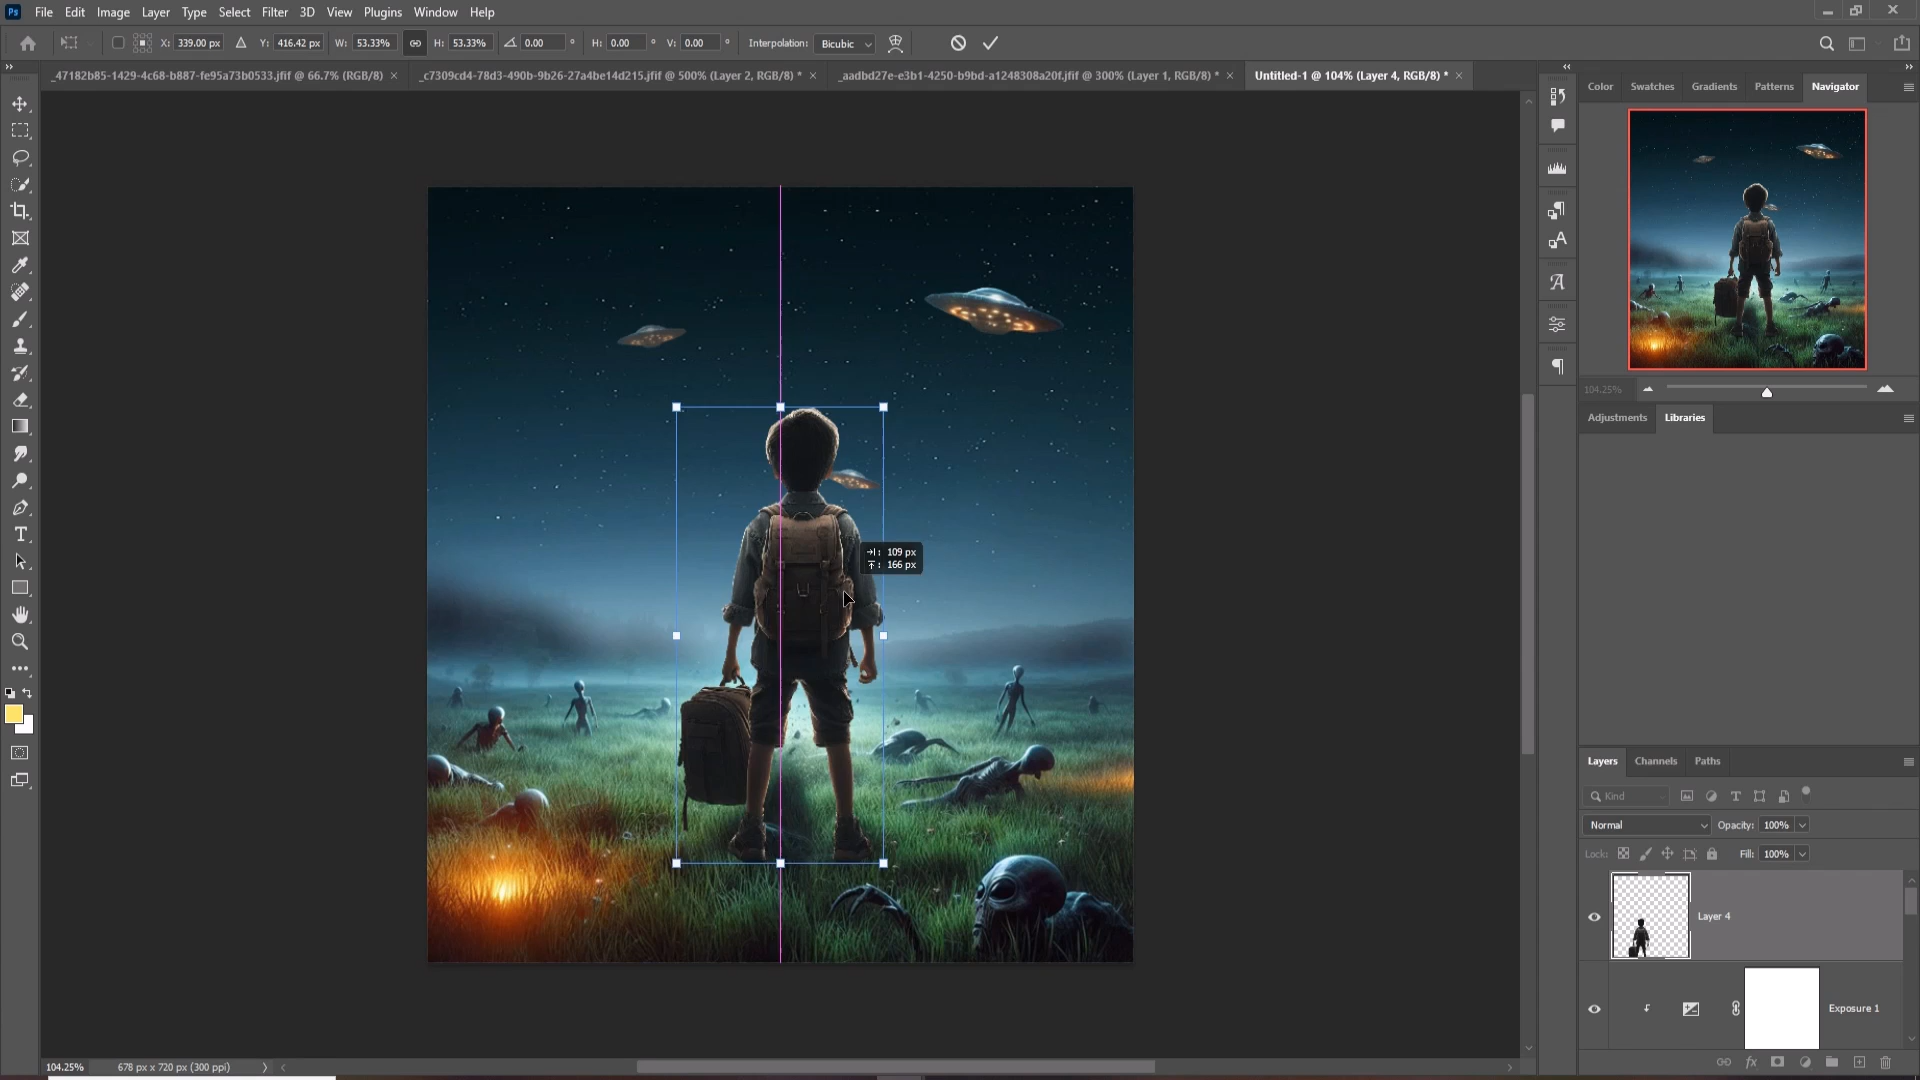 Ps File Edit Image Layer Type Select Filter 3D View Plugins Window Help
X: 339.00 px Y: 416.42 px W: 53.33% H: 53.33% 0.00 ° H: 0.00 ° V: 0.00 ° Interpolation: Bicubic
_47182b85-1429-4c68-b887-fe95a73b0533.jfif @ 66.7% (RGB/8) × _c7309cd4-78d3-490b-9b26-27a4be14d215.jfif @ 500% (Layer 2, RGB/8) * × _aadbd27e-e3b1-4250-b9bd-a1248308a20f.jfif @ 300% (Layer 1, RGB/8) * × Untitled-1 @ 104% (Layer 4, RGB/8) * ×
Color Swatches Gradients Patterns Navigator
104.25%
Adjustments Libraries
: 109 px
: 166 px
Layers Channels Paths
Kind
Normal Opacity: 100%
Lock: Fill: 100%
Layer 4
Exposure 1
fx
104.25% 678 px x 720 px (300 ppi)